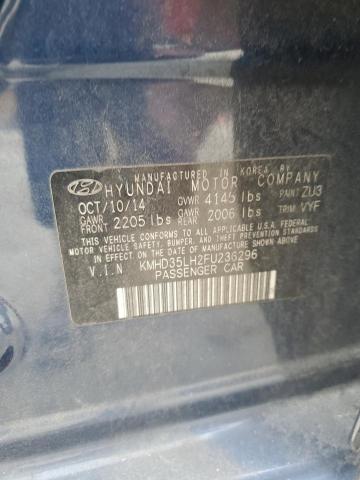 MANUFACTURED IN KOREA BY
HYUNDAI MOTOR COMPANY
OCT/10/14 GVWR 4145 lbs PAINT ZU3
GAWR FRONT 2205 lbs GAWR REAR 2006 lbs TRIM VYF
THIS VEHICLE CONFORMS TO ALL APPLICABLE U.S.A FEDERAL
MOTOR VEHICLE SAFETY, BUMPER, AND THEFT PREVENTION
STANDARDS IN EFFECT ON THE DATE OF MANUFACTURE
SHOWN ABOVE.
V.I.N KMHD35LH2FU236296
PASSENGER CAR